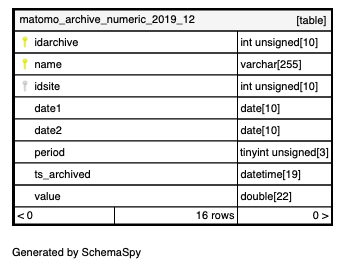 matomo_archive_numeric_2019_12 [table]
idarchive int unsigned[10]
name varchar[255]
idsite int unsigned[10]
date1 date[10]
date2 date[10]
period tinyint unsigned[3]
ts_archived datetime[19]
value double[22]
< 0 16 rows 0 >
Generated by SchemaSpy